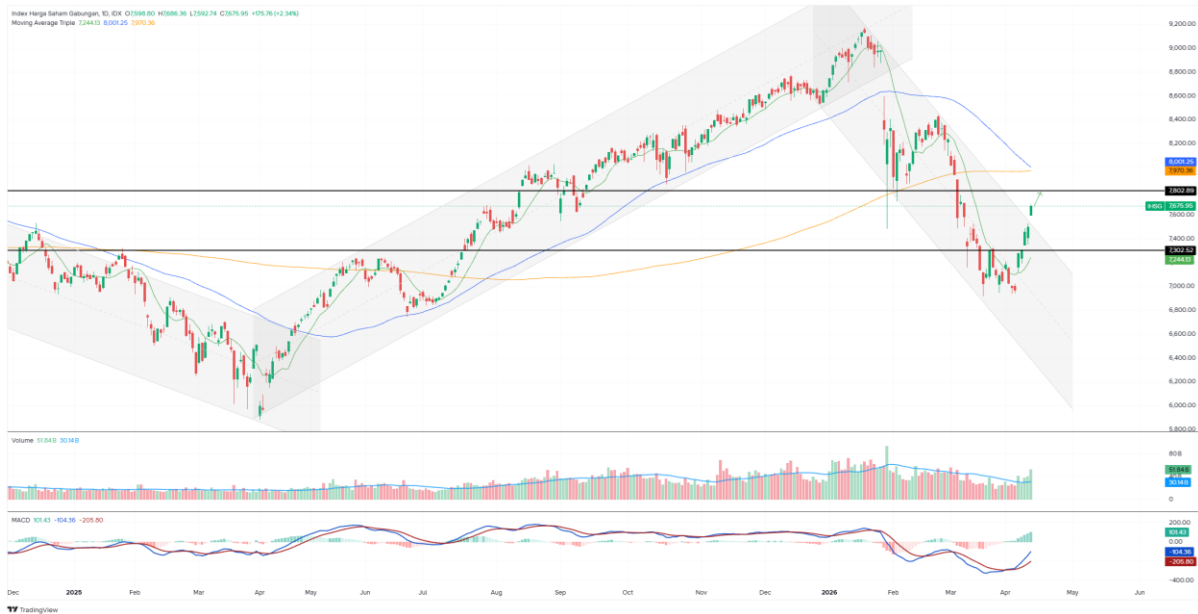 Index Harga Saham Gabungan, 1D, IDX O7,598.80 H7,686.36 L7,592.74 C7,675.95 +175.76 (+2.34%)
Moving Average Triple 7,244.13 8,001.25 7,970.36
9,200.00
9,000.00
8,800.00
8,600.00
8,400.00
8,200.00
8,001.25
7,970.36
7,802.89
IHSG 7,675.95
7,600.00
7,400.00
7,302.52
7,244.13
7,000.00
6,800.00
6,600.00
6,400.00
6,200.00
6,000.00
5,800.00
Volume 51.84B 30.14B
80B
51.84B
30.14B
0
MACD 101.43 -104.36 -205.80
200.00
101.43
0.00
-104.36
-205.80
-400.00
Dec 2025 Feb Mar Apr May Jun Jul Aug Sep Oct Nov Dec 2026 Feb Mar Apr May Jun
TradingView